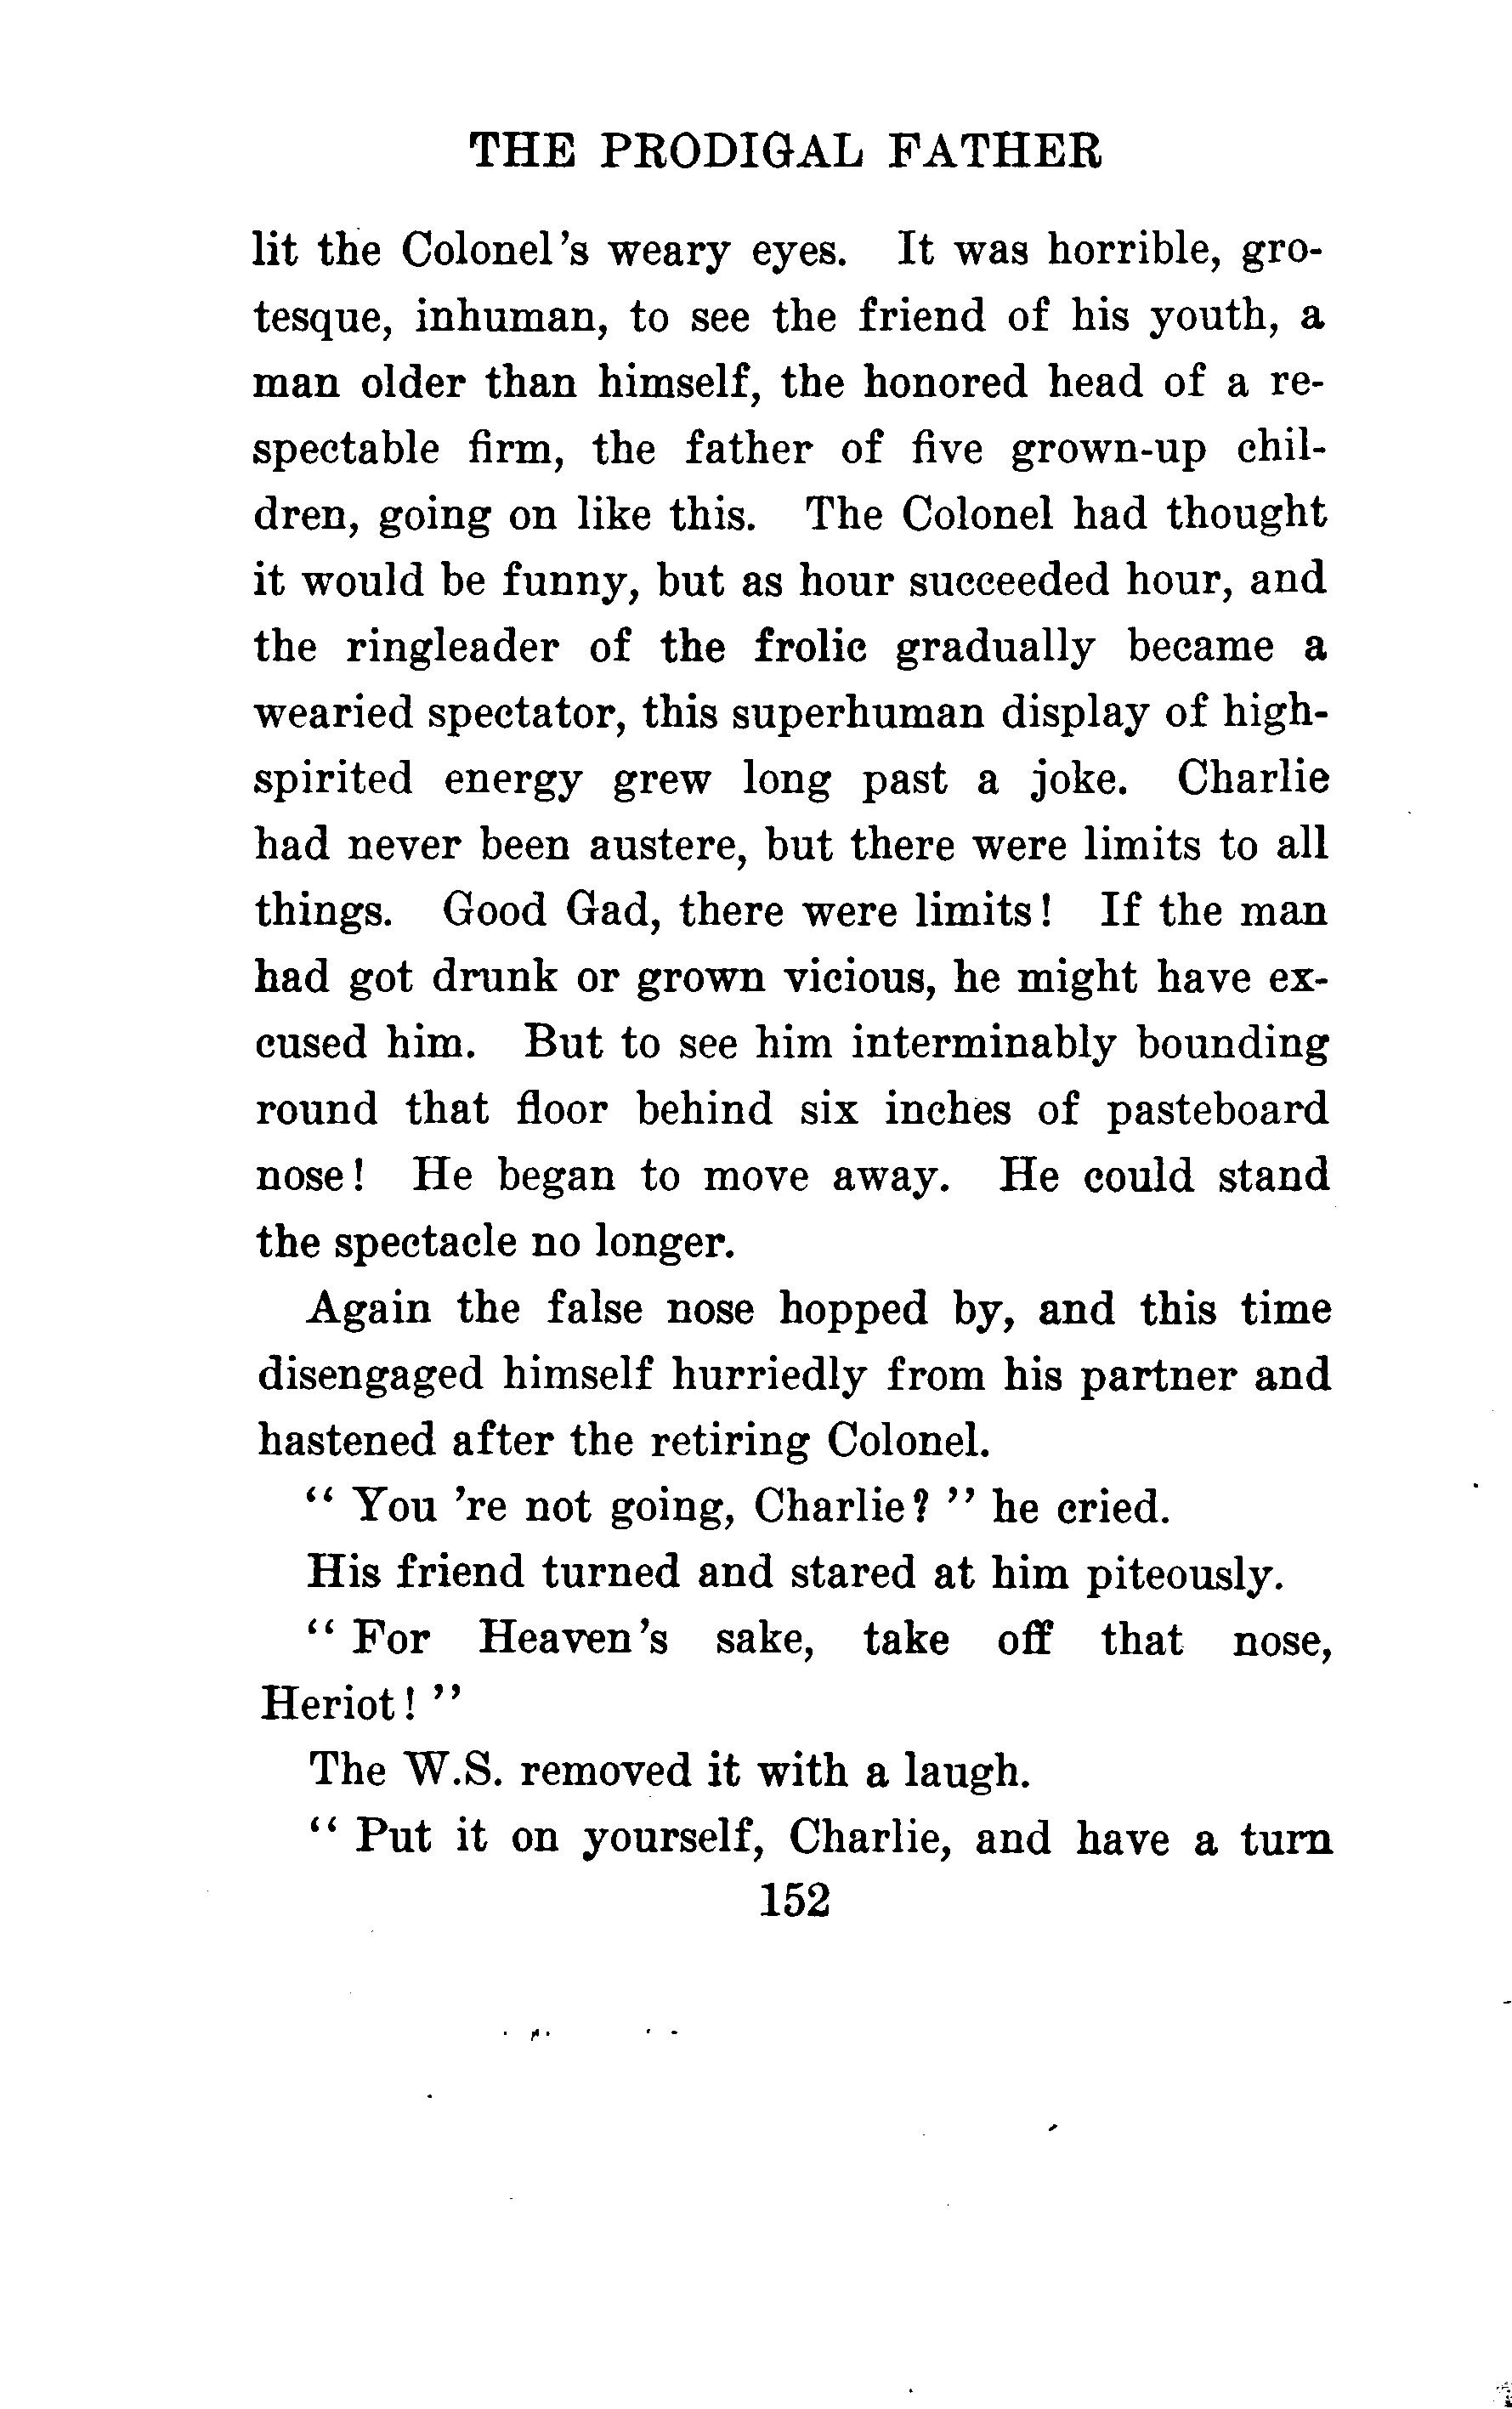 THE PRODIGAL FATHER
lit the Colonel's weary eyes. It was horrible, gro-
tesque, inhuman, to see the friend of his youth, a
man older than himself, the honored head of a re-
spectable firm, the father of five grown-up chil-
dren, going on like this. The Colonel had thought
it would be funny, but as hour succeeded hour, and
the ringleader of the frolic gradually became a
wearied spectator, this superhuman display of high-
spirited energy grew long past a joke. Charlie
had never been austere, but there were limits to all
things. Good Gad, there were limits! If the man
had got drunk or grown vicious, he might have ex-
cused him. But to see him interminably bounding
round that floor behind six inches of pasteboard
nose! He began to move away. He could stand
the spectacle no longer.
Again the false nose hopped by, and this time
disengaged himself hurriedly from his partner and
hastened after the retiring Colonel.
" You 're not going, Charlie? " he cried.
His friend turned and stared at him piteously.
" For Heaven's sake, take off that nose,
Heriot! "
The W.S. removed it with a laugh.
" Put it on yourself, Charlie, and have a turn
152